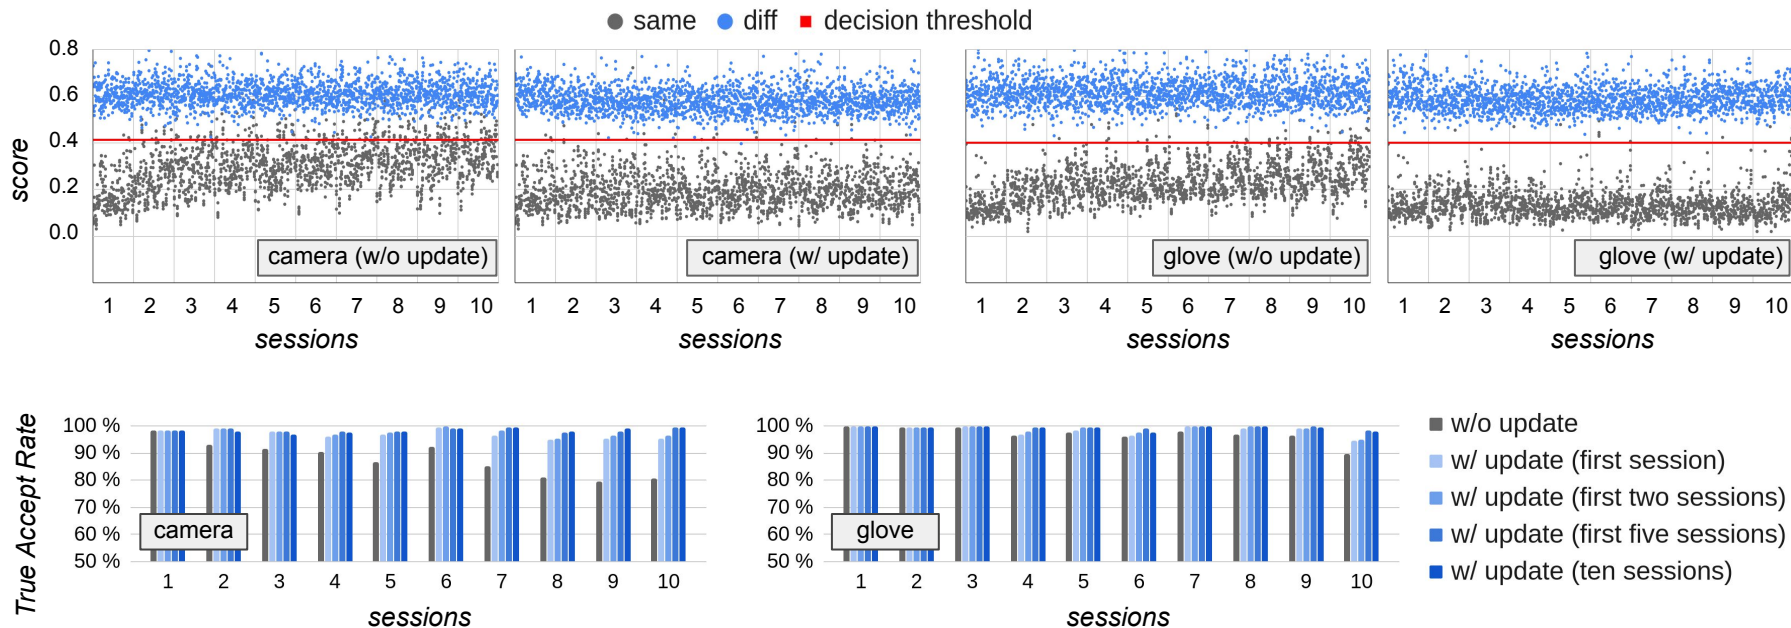 same diff decision threshold
score
0.8
0.6
0.4
0.2
0.0
camera (w/o update)
camera (w/ update)
glove (w/o update)
glove (w/ update)
1 2 3 4 5 6 7 8 9 10
1 2 3 4 5 6 7 8 9 10
1 2 3 4 5 6 7 8 9 10
1 2 3 4 5 6 7 8 9 10
sessions
sessions
sessions
sessions
True Accept Rate
100 %
90 %
80 %
70 %
60 %
50 %
camera
1 2 3 4 5 6 7 8 9 10
sessions
100 %
90 %
80 %
70 %
60 %
50 %
glove
1 2 3 4 5 6 7 8 9 10
sessions
w/o update
w/ update (first session)
w/ update (first two sessions)
w/ update (first five sessions)
w/ update (ten sessions)